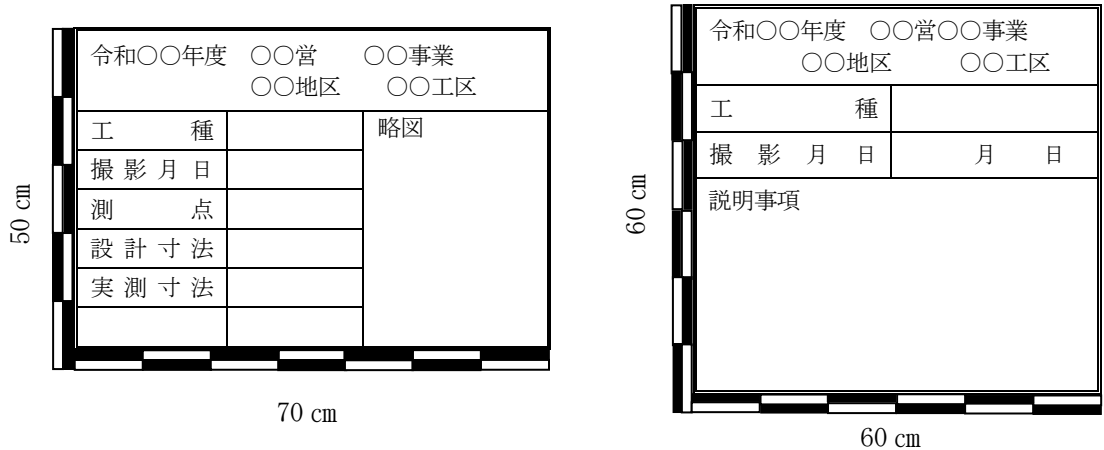 令和○○年度 ○○営 ○○事業
○○地区 ○○工区
工種
略図
撮影月日
測点
設計寸法
実測寸法
50 cm
70 cm
令和○○年度 ○○営○○事業
○○地区 ○○工区
工種
撮影月日 月 日
説明事項
60 cm
60 cm